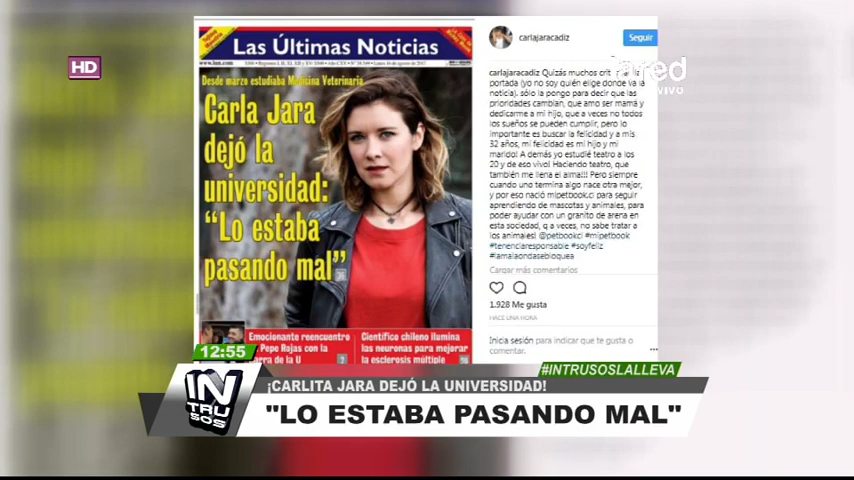 HD
Las Últimas Noticias
Desde marzo estudiaba Medicina Veterinaria
Carla Jara
dejó la
universidad:
"Lo estaba
pasando mal"
Emocionante reencuentro
Pepe Rojas con la
barra de la U
Científico chileno ilumina
las neuronas para mejorar
la esclerosis múltiple
carlajaracadiz
Seguir
carlajaracadiz Quizás muchos
portada (yo no soy quién elige donde va la
noticia). sólo la pongo para decir que las
prioridades cambian, que amo ser mamá y
dedicarme a mi hijo, que a veces no todos
los sueños se pueden cumplir, pero lo
importante es buscar la felicidad y a mis
32 años, mi felicidad es mi hijo y mi
marido! A demás yo estudié teatro a los
20 y de eso vivo! Haciendo teatro, que
también me llena el alma!!! Pero siempre
cuando uno termina algo nace otra mejor,
y por eso nació mipetbook.cl para seguir
aprendiendo de mascotas y animales, para
poder ayudar con un granito de arena en
esta sociedad, q a veces, no sabe tratar a
los animales! @petbookcl #mipetbook
#tenenciaresponsable #soyfeliz
#lamalaondasebloquea
Cargar más comentarios
1.928 Me gusta
HACE UNA HORA
Inicia sesión para indicar que te gusta o
comentar.
12:55
#INTRUSOSLALLEVA
INTRUSOS
¡CARLITA JARA DEJÓ LA UNIVERSIDAD!
"LO ESTABA PASANDO MAL"